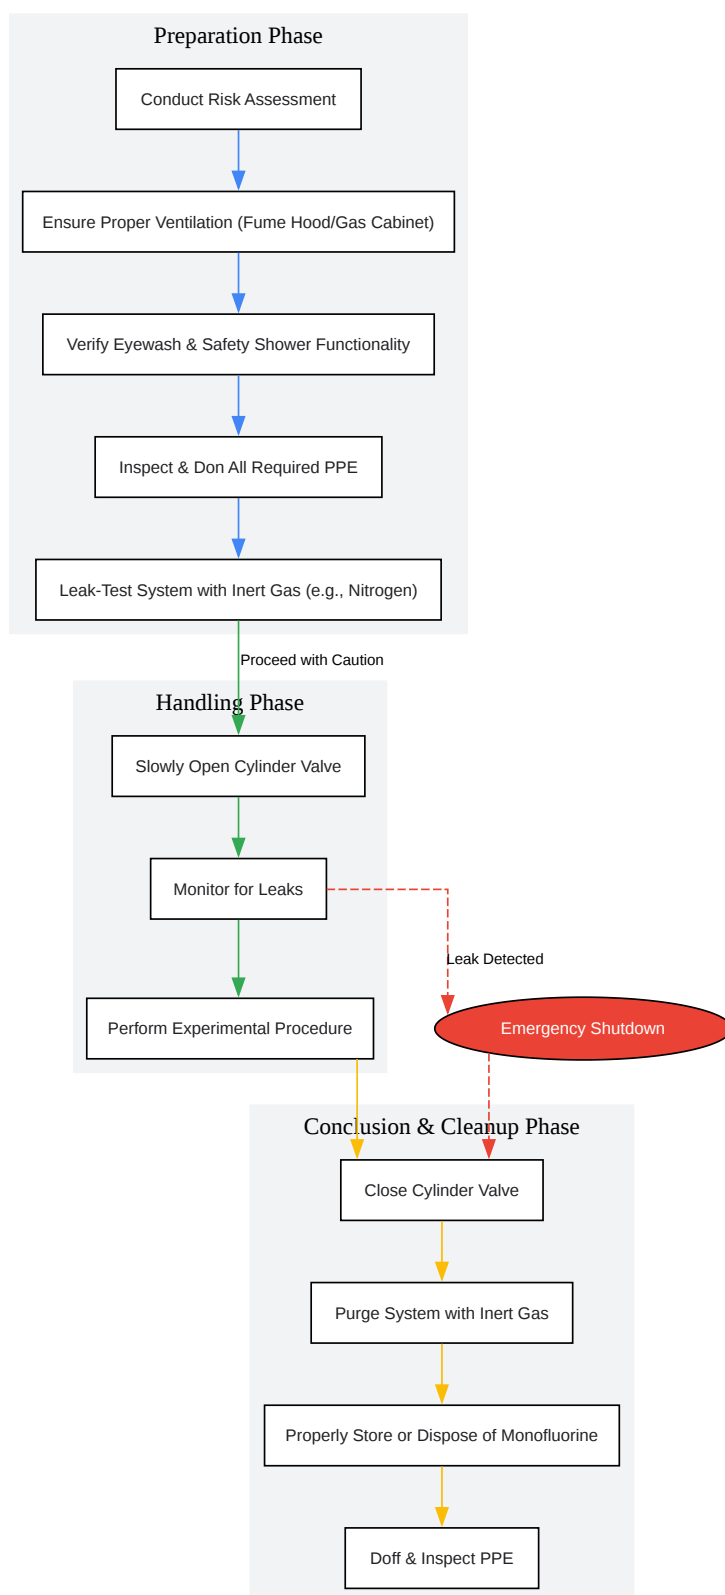 Preparation Phase
Conduct Risk Assessment
Ensure Proper Ventilation (Fume Hood/Gas Cabinet)
Verify Eyewash & Safety Shower Functionality
Inspect & Don All Required PPE
Leak-Test System with Inert Gas (e.g., Nitrogen)
Proceed with Caution
Handling Phase
Slowly Open Cylinder Valve
Monitor for Leaks
Leak Detected
Perform Experimental Procedure
Emergency Shutdown
Conclusion & Cleanup Phase
Close Cylinder Valve
Purge System with Inert Gas
Properly Store or Dispose of Monofluorine
Doff & Inspect PPE